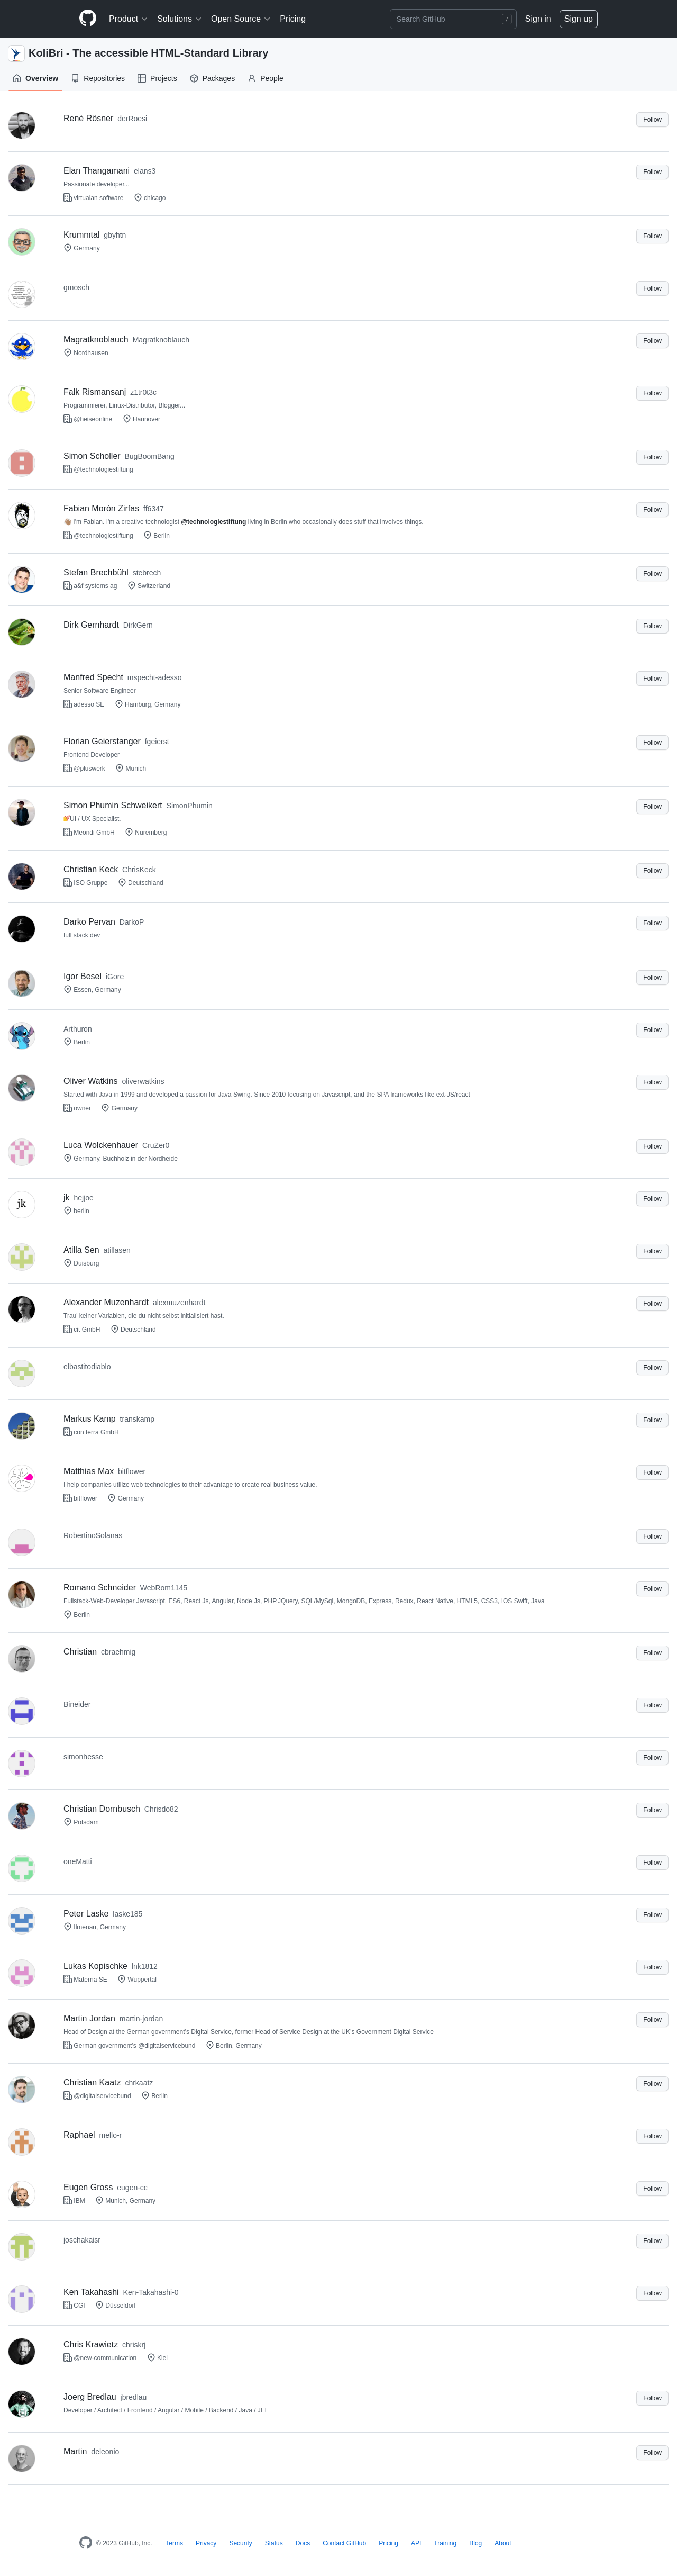 Product Solutions Open Source Pricing Search GitHub / Sign in Sign up
KoliBri - The accessible HTML-Standard Library
Overview Repositories Projects Packages People
René Rösner derRoesi Follow
Elan Thangamani elans3 Follow
Passionate developer...
virtualan software chicago
Krummtal gbyhtn Follow
Germany
gmosch Follow
Magratknoblauch Magratknoblauch Follow
Nordhausen
Falk Rismansanj z1tr0t3c Follow
Programmierer, Linux-Distributor, Blogger...
@heiseonline Hannover
Simon Scholler BugBoomBang Follow
@technologiestiftung
Fabian Morón Zirfas ff6347 Follow
👋🏽 I'm Fabian. I'm a creative technologist @technologiestiftung living in Berlin who occasionally does stuff that involves things.
@technologiestiftung Berlin
Stefan Brechbühl stebrech Follow
a&f systems ag Switzerland
Dirk Gernhardt DirkGern Follow
Manfred Specht mspecht-adesso Follow
Senior Software Engineer
adesso SE Hamburg, Germany
Florian Geierstanger fgeierst Follow
Frontend Developer
@pluswerk Munich
Simon Phumin Schweikert SimonPhumin Follow
UI / UX Specialist.
Meondi GmbH Nuremberg
Christian Keck ChrisKeck Follow
ISO Gruppe Deutschland
Darko Pervan DarkoP Follow
full stack dev
Igor Besel iGore Follow
Essen, Germany
Arthuron Follow
Berlin
Oliver Watkins oliverwatkins Follow
Started with Java in 1999 and developed a passion for Java Swing. Since 2010 focusing on Javascript, and the SPA frameworks like ext-JS/react
owner Germany
Luca Wolckenhauer CruZer0 Follow
Germany, Buchholz in der Nordheide
jk jk hejjoe Follow
berlin
Atilla Sen atillasen Follow
Duisburg
Alexander Muzenhardt alexmuzenhardt Follow
Trau' keiner Variablen, die du nicht selbst initialisiert hast.
cit GmbH Deutschland
elbastitodiablo Follow
Markus Kamp transkamp Follow
con terra GmbH
Matthias Max bitflower Follow
I help companies utilize web technologies to their advantage to create real business value.
bitflower Germany
RobertinoSolanas Follow
Romano Schneider WebRom1145 Follow
Fullstack-Web-Developer Javascript, ES6, React Js, Angular, Node Js, PHP,JQuery, SQL/MySql, MongoDB, Express, Redux, React Native, HTML5, CSS3, IOS Swift, Java
Berlin
Christian cbraehmig Follow
Bineider Follow
simonhesse Follow
Christian Dornbusch Chrisdo82 Follow
Potsdam
oneMatti Follow
Peter Laske laske185 Follow
Ilmenau, Germany
Lukas Kopischke lnk1812 Follow
Materna SE Wuppertal
Martin Jordan martin-jordan Follow
Head of Design at the German government's Digital Service, former Head of Service Design at the UK's Government Digital Service
German government's @digitalservicebund Berlin, Germany
Christian Kaatz chrkaatz Follow
@digitalservicebund Berlin
Raphael mello-r Follow
Eugen Gross eugen-cc Follow
IBM Munich, Germany
joschakaisr Follow
Ken Takahashi Ken-Takahashi-0 Follow
CGI Düsseldorf
Chris Krawietz chriskrj Follow
@new-communication Kiel
Joerg Bredlau jbredlau Follow
Developer / Architect / Frontend / Angular / Mobile / Backend / Java / JEE
Martin deleonio Follow
© 2023 GitHub, Inc. Terms Privacy Security Status Docs Contact GitHub Pricing API Training Blog About